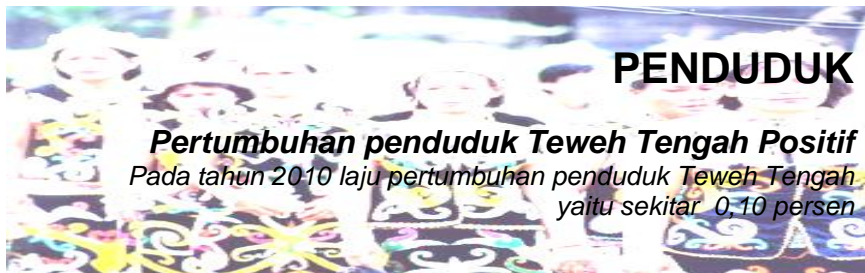 PENDUDUK
Pertumbuhan penduduk Teweh Tengah Positif
Pada tahun 2010 laju pertumbuhan penduduk Teweh Tengah
yaitu sekitar 0,10 persen